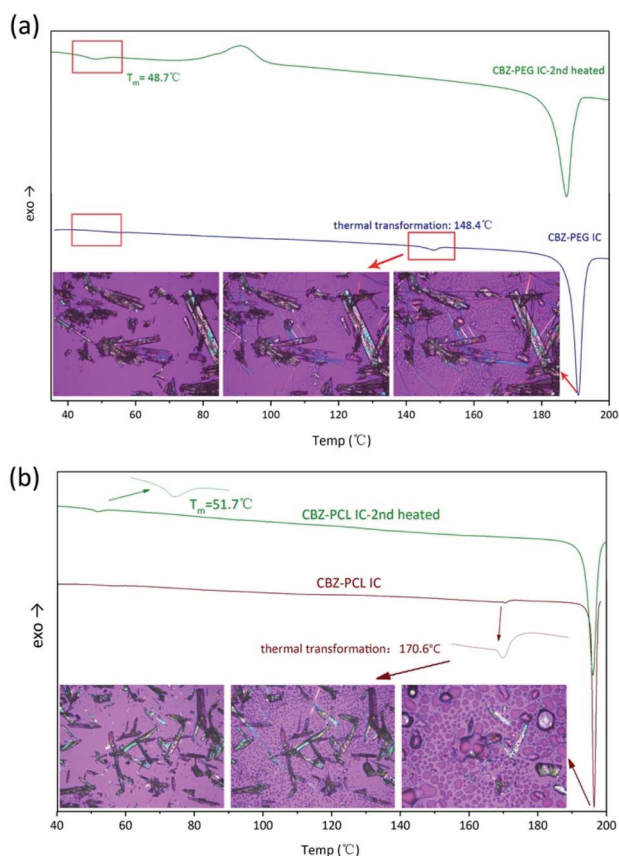 (a)
CBZ-PEG IC-2nd heated
Tm= 48.7℃
exo →
thermal transformation: 148.4℃
CBZ-PEG IC
40 60 80 100 120 140 160 180 200
Temp (℃)
(b)
Tm=51.7℃
CBZ-PCL IC-2nd heated
exo →
CBZ-PCL IC
thermal transformation： 170.6°C
40 60 80 100 120 140 160 180 200
Temp (℃)